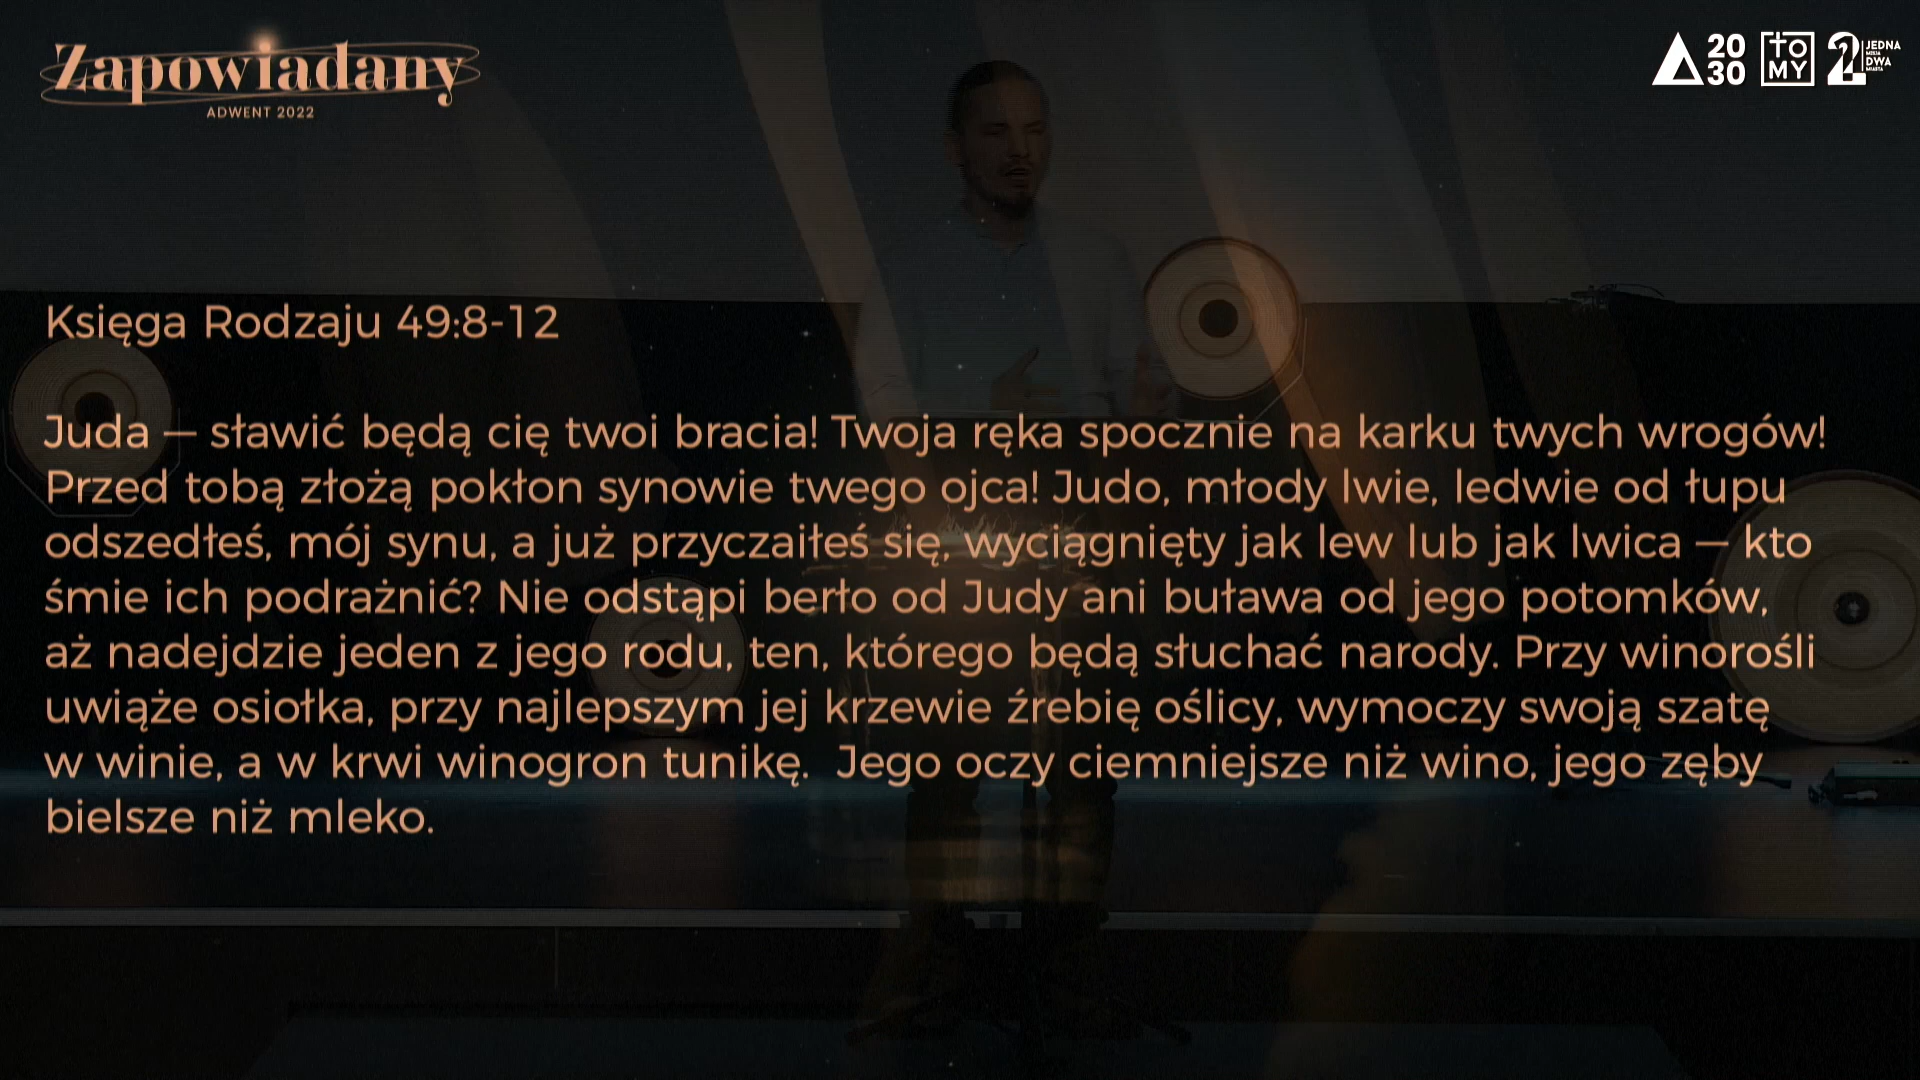 Zapowiadany
ADWENT 2022
20
30
TO
MY
2
JEDNA
MISJA
DWA
MIASTA
Księga Rodzaju 49:8-12
Juda — sławić będą cię twoi bracia! Twoja ręka spocznie na karku twych wrogów!
Przed tobą złożą pokłon synowie twego ojca! Judo, młody lwie, ledwie od łupu
odszedłeś, mój synu, a już przyczaiłeś się, wyciągnięty jak lew lub jak lwica — kto
śmie ich podrażnić? Nie odstąpi berło od Judy ani buława od jego potomków,
aż nadejdzie jeden z jego rodu, ten, którego będą słuchać narody. Przy winorośli
uwiąże osiołka, przy najlepszym jej krzewie źrebię oślicy, wymoczy swoją szatę
w winie, a w krwi winogron tunikę.  Jego oczy ciemniejsze niż wino, jego zęby
bielsze niż mleko.